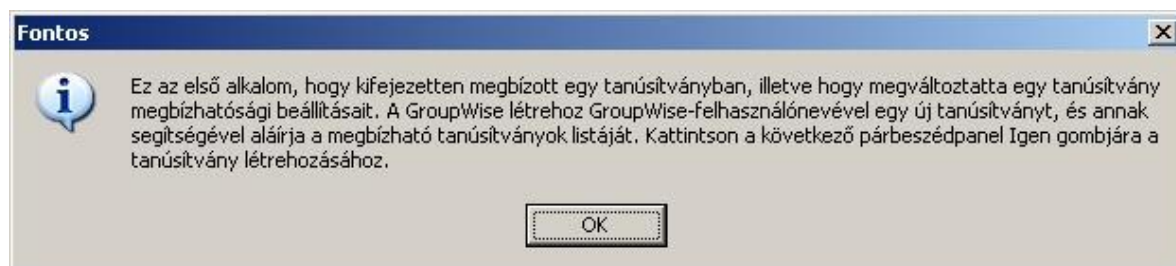 Fontos
Ez az első alkalom, hogy kifejezetten megbízott egy tanúsítványban, illetve hogy megváltoztatta egy tanúsítvány
megbízhatósági beállításait. A GroupWise létrehoz GroupWise-felhasználónevével egy új tanúsítványt, és annak
segítségével aláírja a megbízható tanúsítványok listáját. Kattintson a következő párbeszédpanel Igen gombjára a
tanúsítvány létrehozásához.
OK